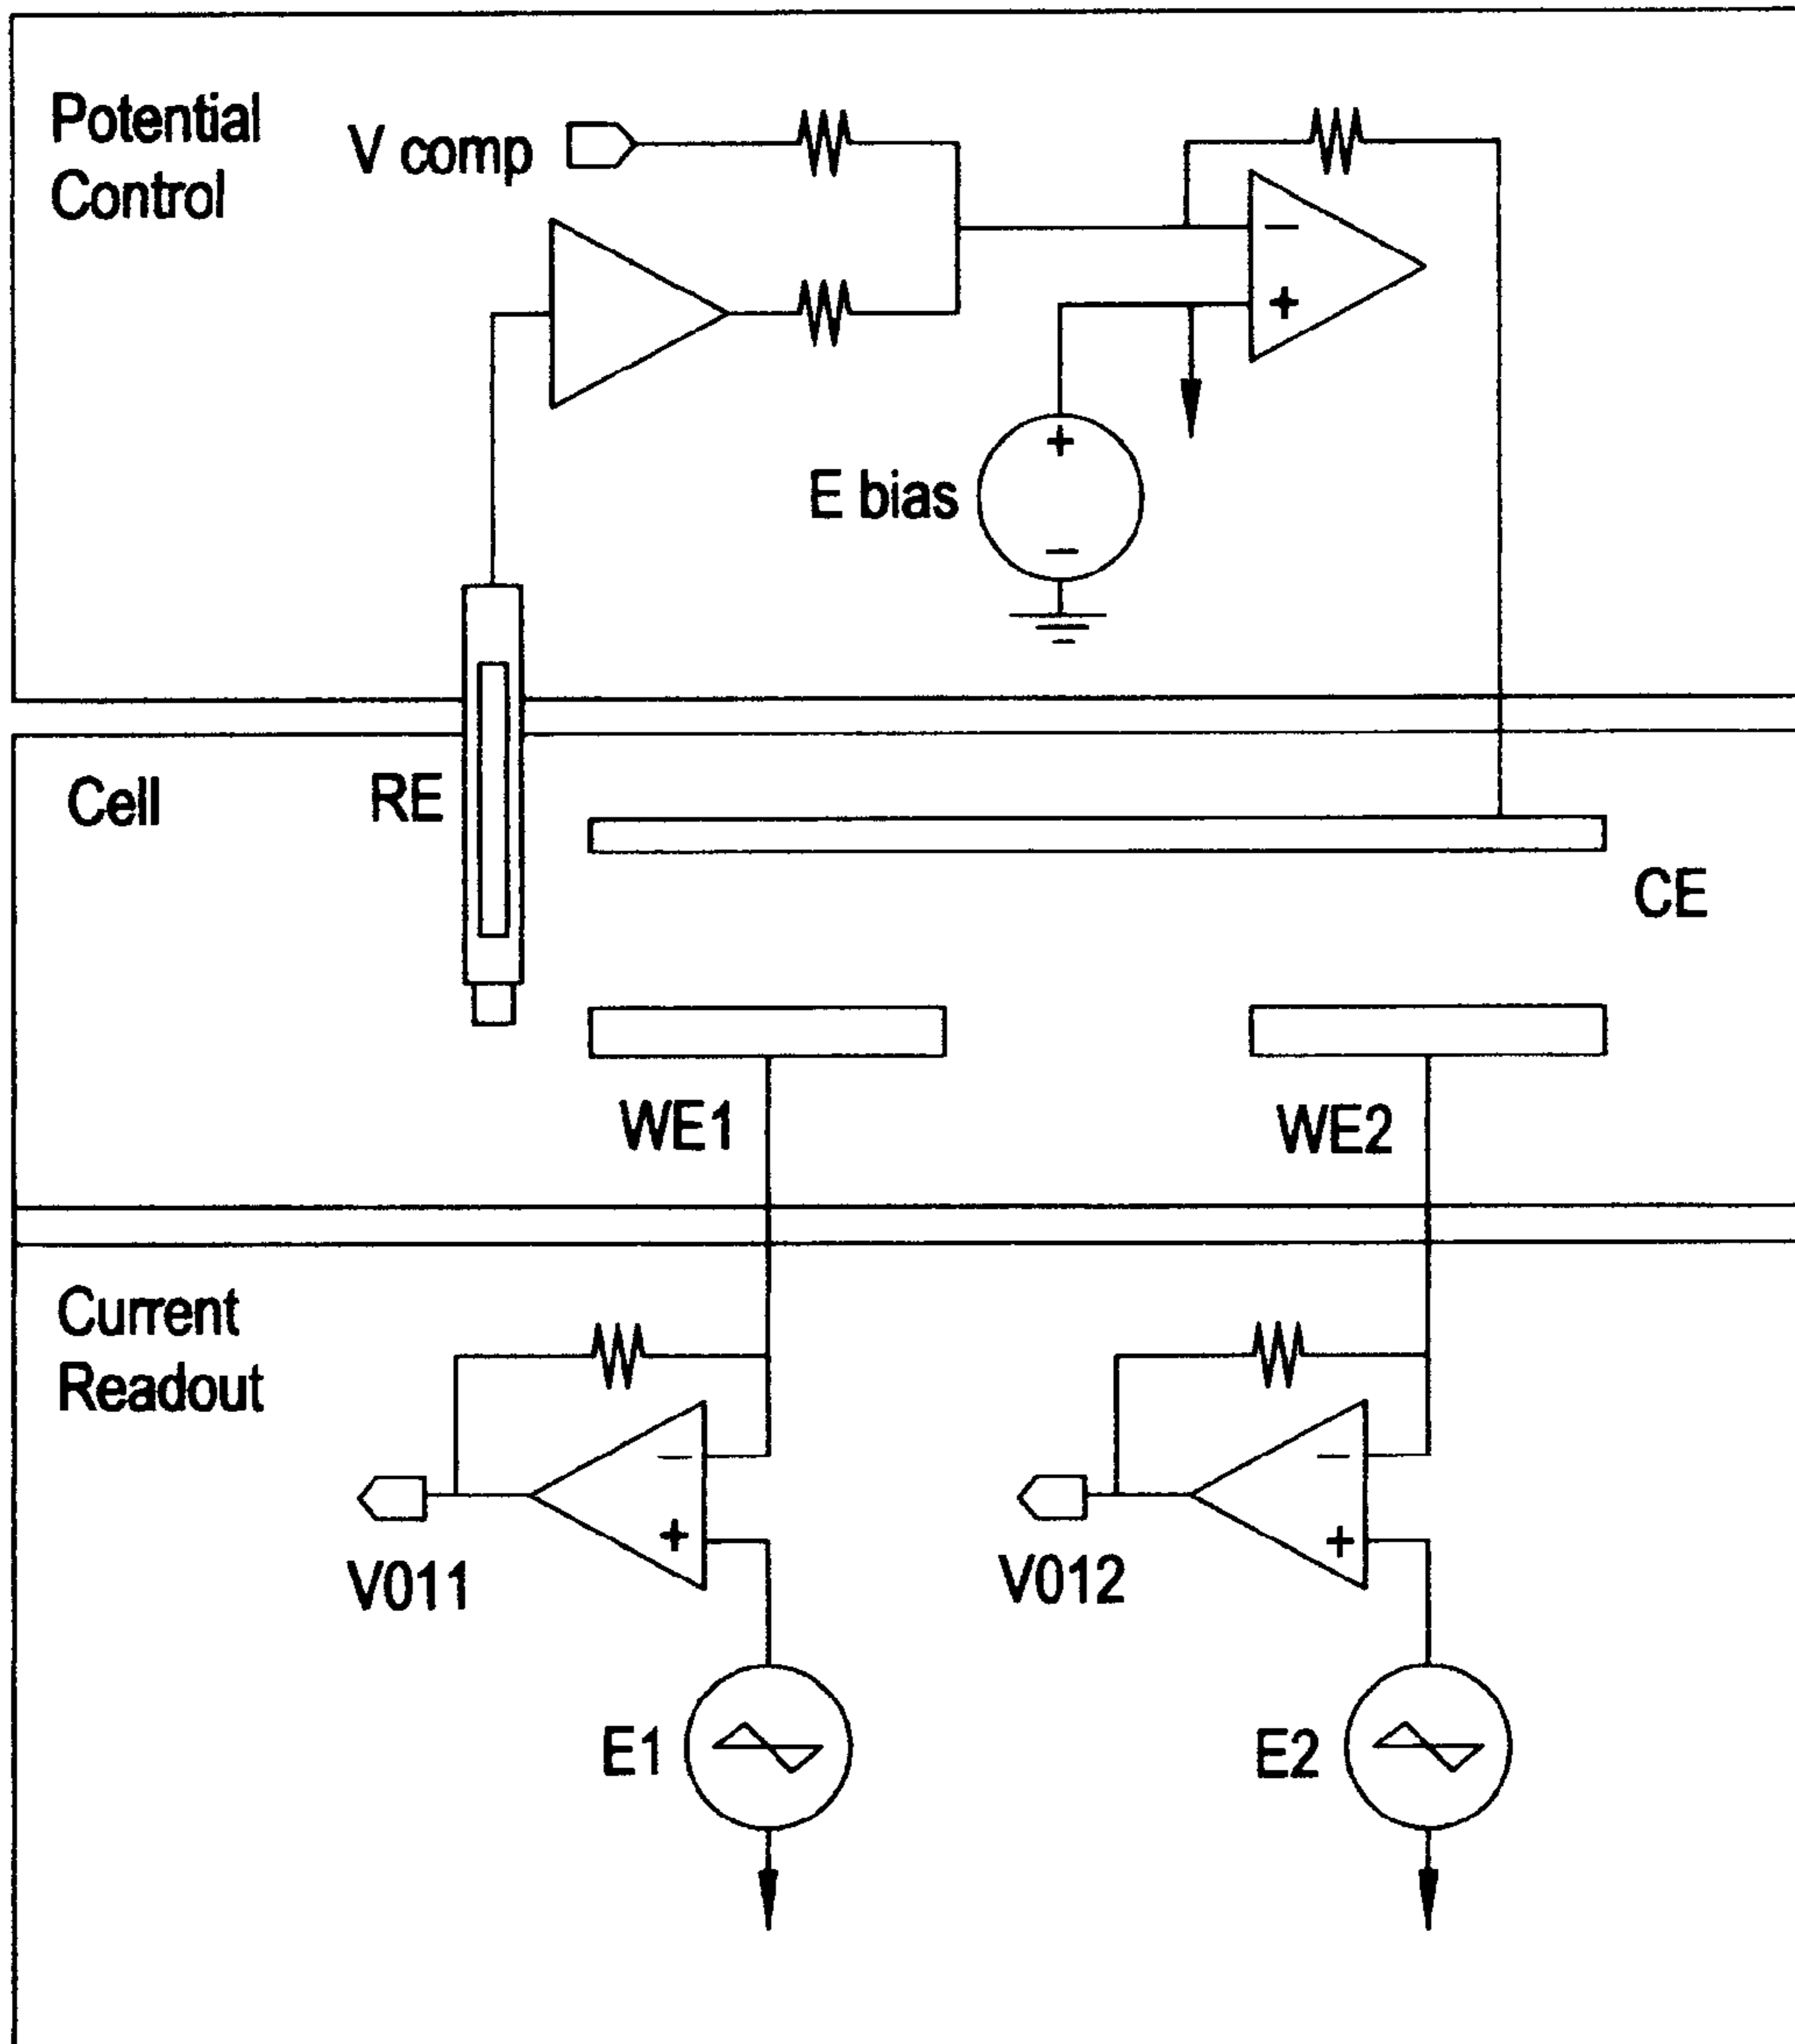 Potential
Control
V comp
−
+
+
E bias
−
Cell
RE
CE
WE1
WE2
Current
Readout
−
−
+
+
V011
V012
E1
E2